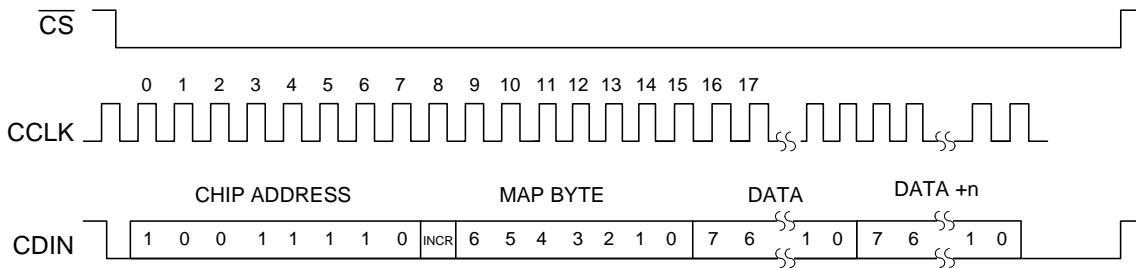 CS
0 1 2 3 4 5 6 7 8 9 10 11 12 13 14 15 16 17
CCLK
CHIP ADDRESS MAP BYTE DATA DATA +n
CDIN 1 0 0 1 1 1 1 0 INCR 6 5 4 3 2 1 0 7 6 1 0 7 6 1 0